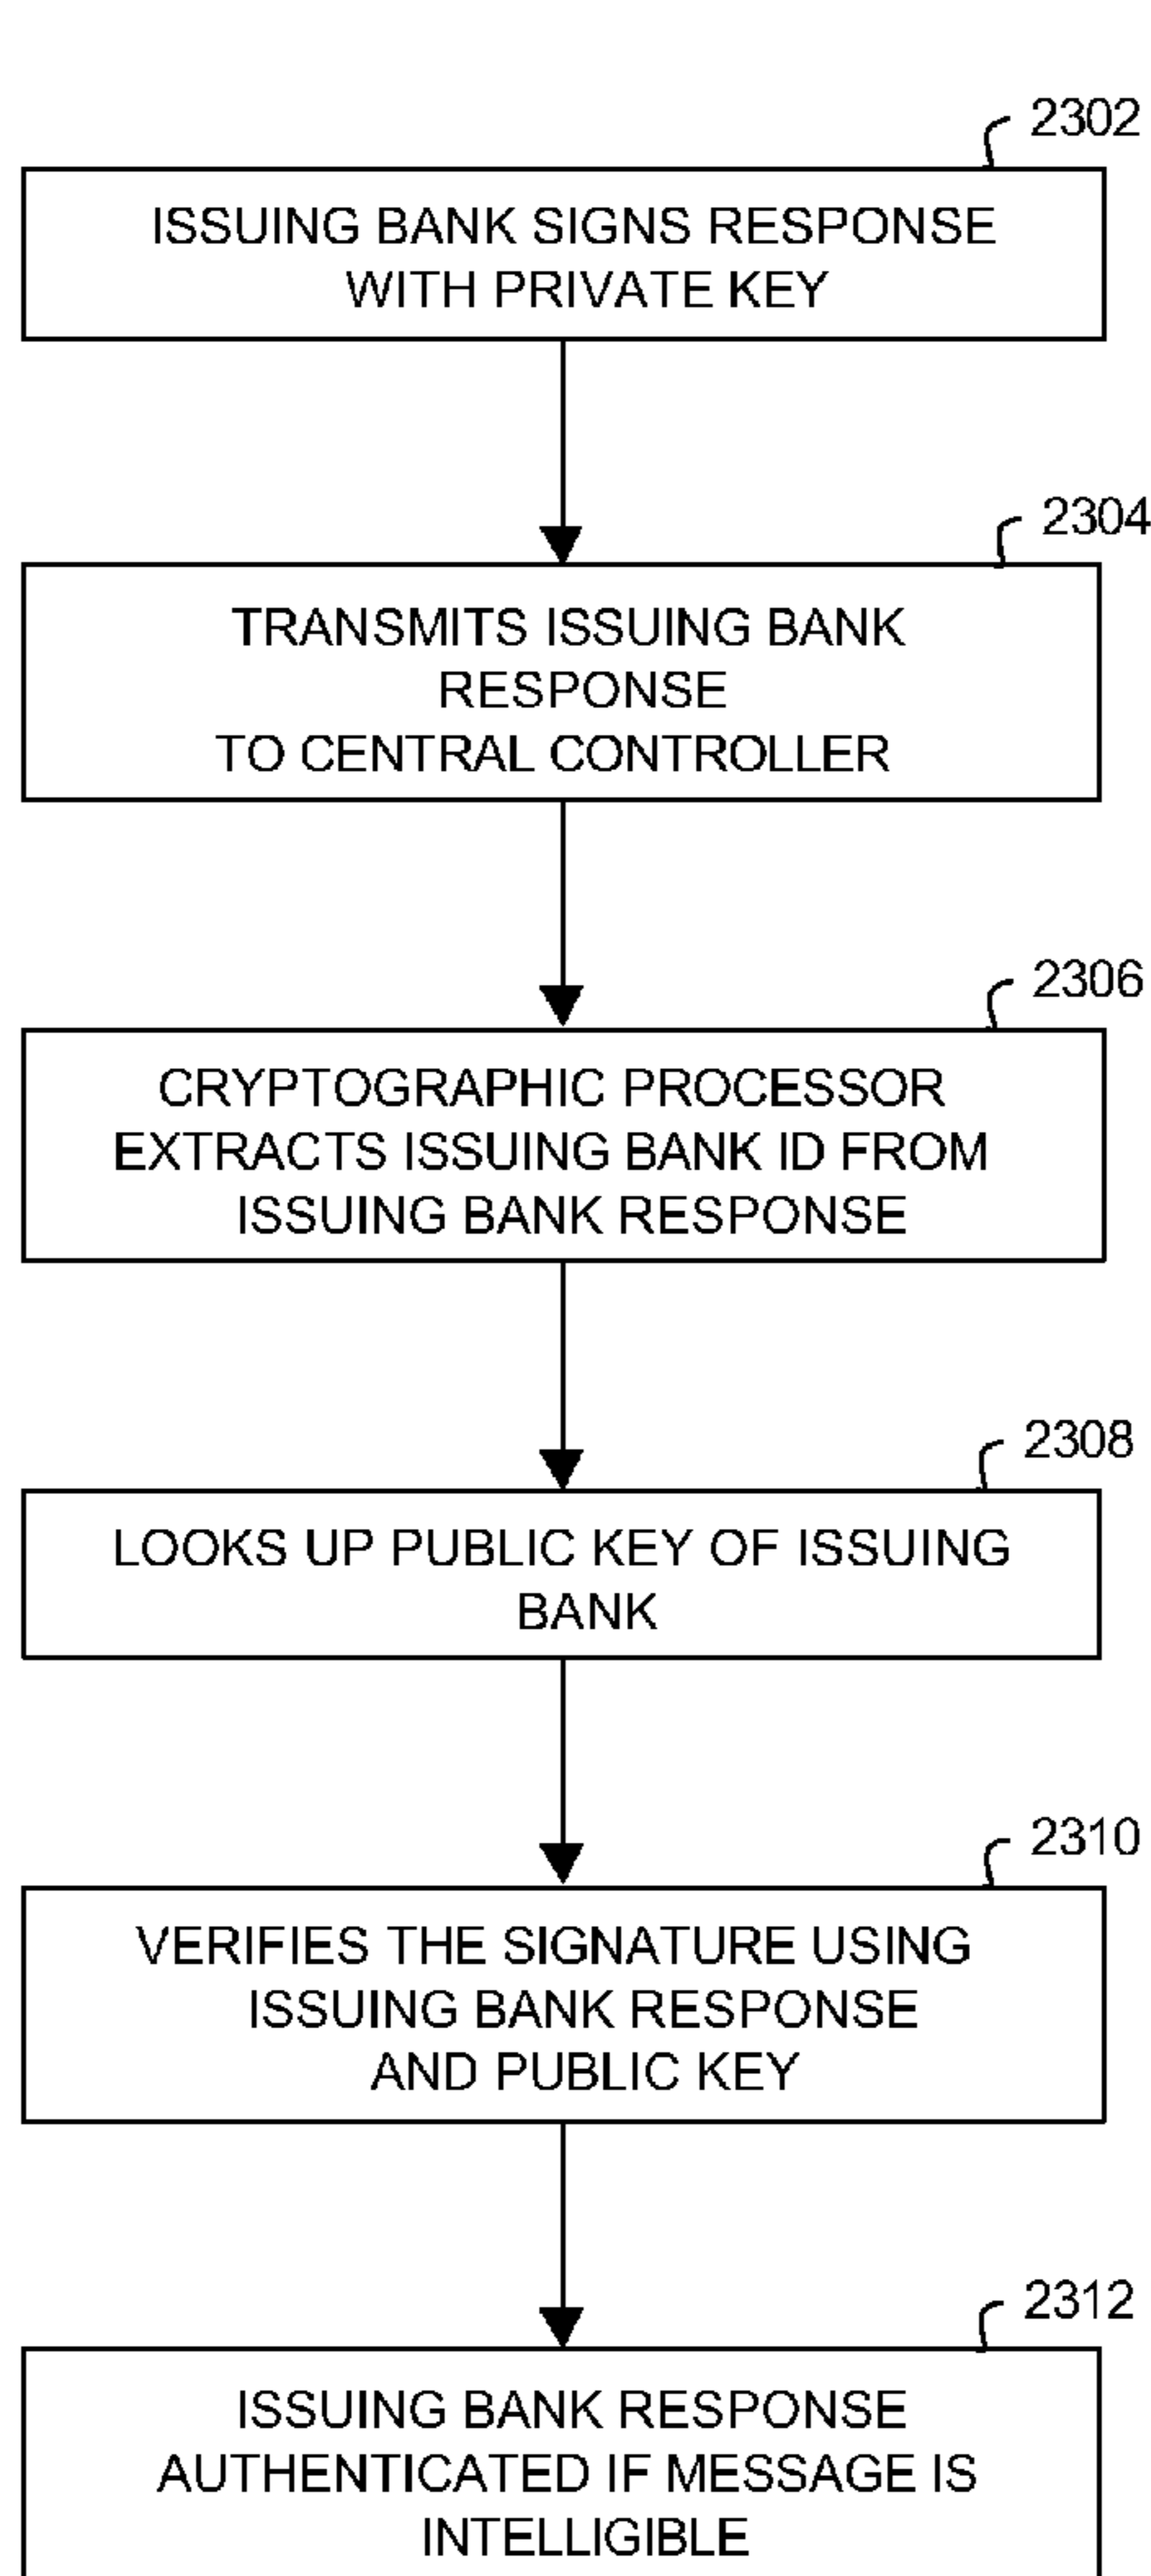 2302
ISSUING BANK SIGNS RESPONSE
WITH PRIVATE KEY
2304
TRANSMITS ISSUING BANK
RESPONSE
TO CENTRAL CONTROLLER
2306
CRYPTOGRAPHIC PROCESSOR
EXTRACTS ISSUING BANK ID FROM
ISSUING BANK RESPONSE
2308
LOOKS UP PUBLIC KEY OF ISSUING
BANK
2310
VERIFIES THE SIGNATURE USING
ISSUING BANK RESPONSE
AND PUBLIC KEY
2312
ISSUING BANK RESPONSE
AUTHENTICATED IF MESSAGE IS
INTELLIGIBLE